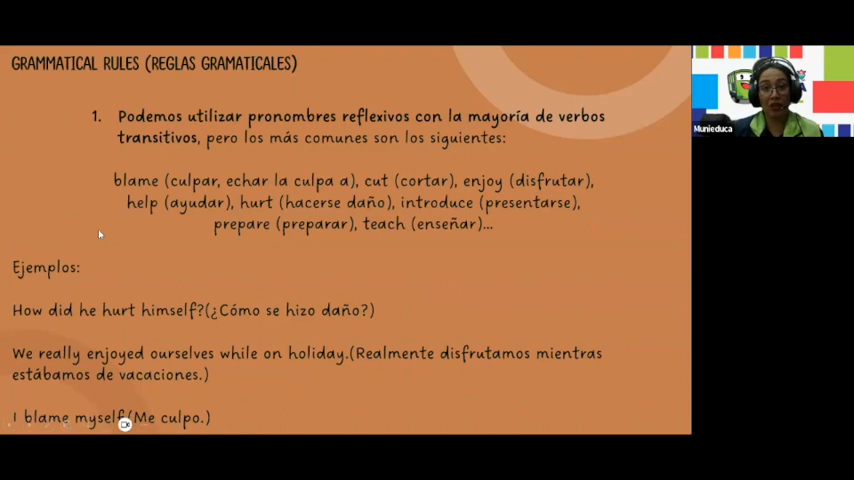 GRAMMATICAL RULES (REGLAS GRAMATICALES)
1. Podemos utilizar pronombres reflexivos con la mayoría de verbos
transitivos, pero los más comunes son los siguientes:
blame (culpar, echar la culpa a), cut (cortar), enjoy (disfrutar),
help (ayudar), hurt (hacerse daño), introduce (presentarse),
prepare (preparar), teach (enseñar)...
Ejemplos:
How did he hurt himself?(¿Cómo se hizo daño?)
We really enjoyed ourselves while on holiday.(Realmente disfrutamos mientras
estábamos de vacaciones.)
I blame myself(Me culpo.)
Munieduca